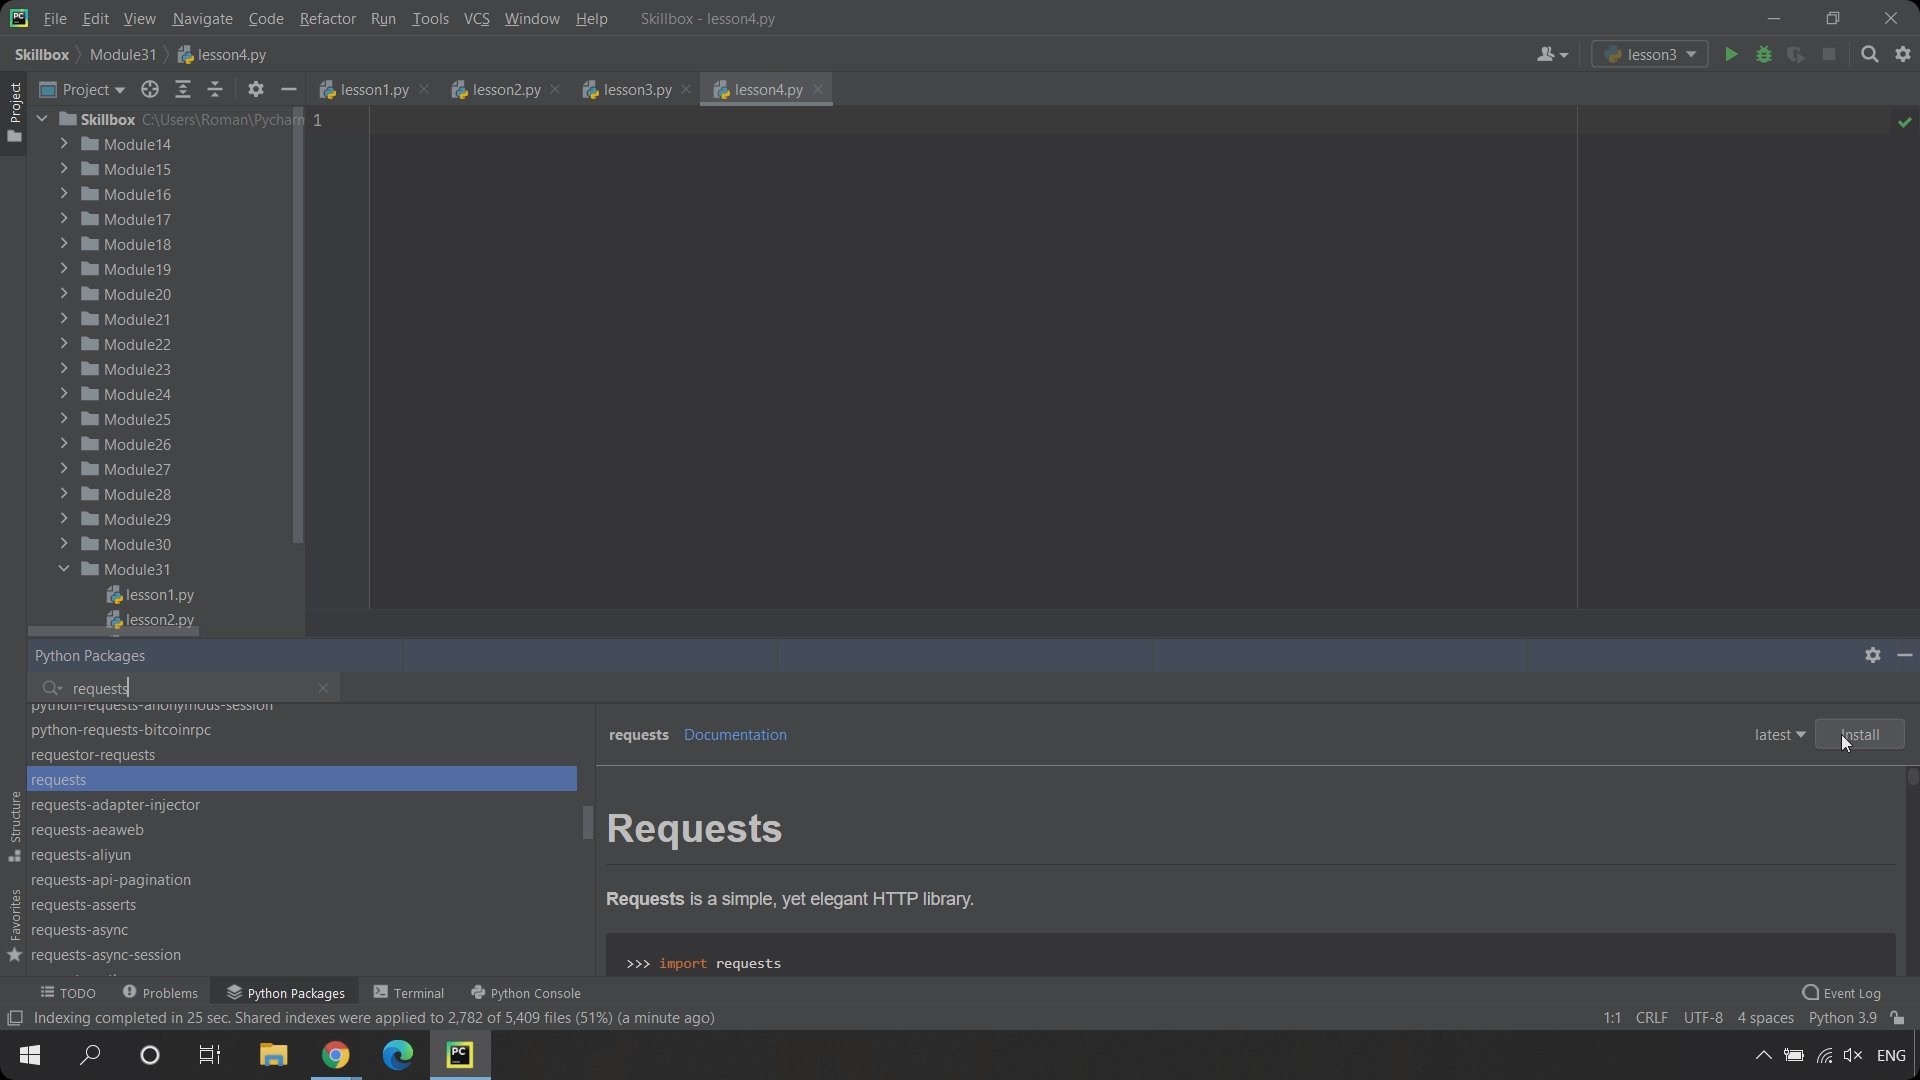 File Edit View Navigate Code Refactor Run Tools VCS Window Help Skillbox - lesson4.py
Skillbox Module31 lesson4.py lesson3
Project lesson1.py lesson2.py lesson3.py lesson4.py
Project
Skillbox C:\Users\Roman\Pycharm 1
Module14
Module15
Module16
Module17
Module18
Module19
Module20
Module21
Module22
Module23
Module24
Module25
Module26
Module27
Module28
Module29
Module30
Module31
lesson1.py
lesson2.py
Python Packages
requests
python-requests-anonymous-session
python-requests-bitcoinrpc
requestor-requests
requests
requests-adapter-injector
requests-aeaweb
requests-aliyun
requests-api-pagination
requests-asserts
requests-async
requests-async-session
requests Documentation latest Install
Requests
Requests is a simple, yet elegant HTTP library.
>>> import requests
Structure
Favorites
TODO Problems Python Packages Terminal Python Console Event Log
Indexing completed in 25 sec. Shared indexes were applied to 2,782 of 5,409 files (51%) (a minute ago) 1:1 CRLF UTF-8 4 spaces Python 3.9
PC ENG